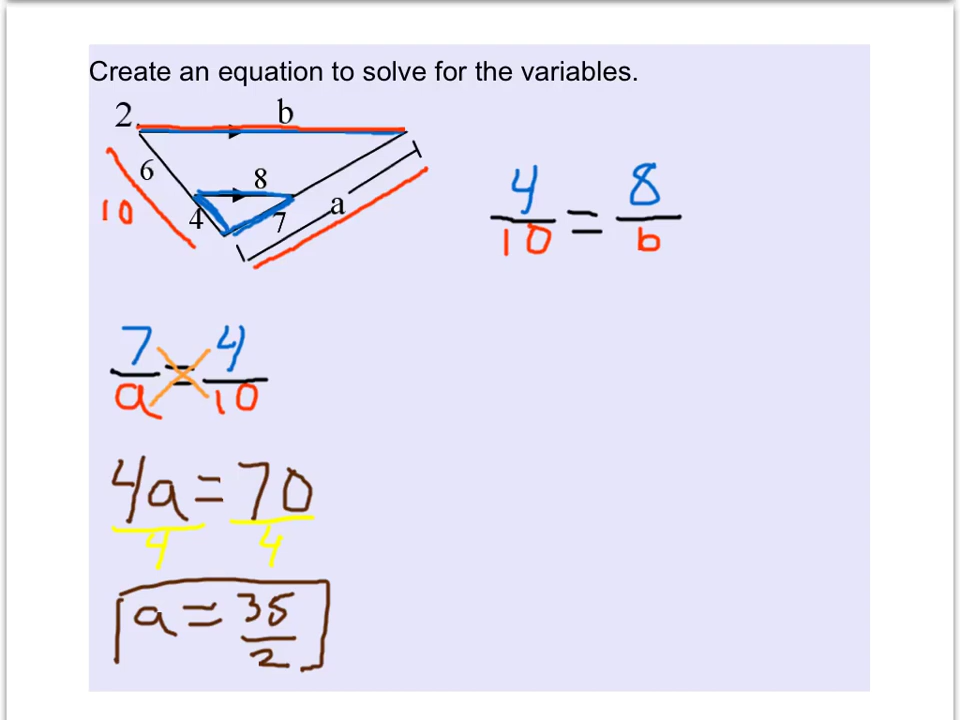 Create an equation to solve for the variables.
2. b
6
8
10
4
7
a
4/10 = 8/b
7/a = 4/10
4a = 70
4 4
a = 35/2